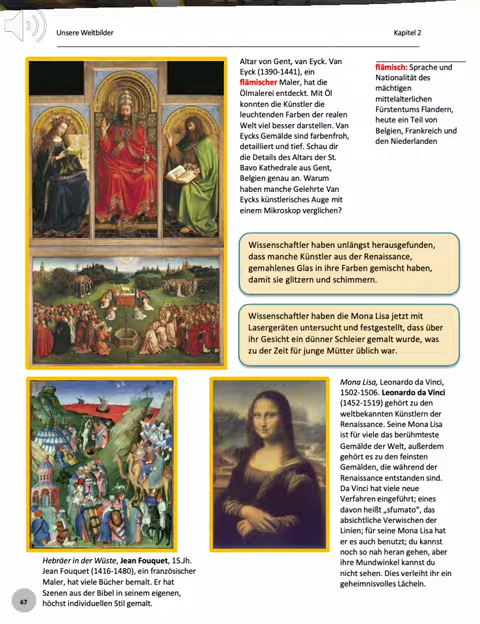 Unsere Weltbilder
Kapitel 2
Altar von Gent, van Eyck. Van
Eyck (1390-1441), ein
flämischer Maler, hat die
Ölmalerei entdeckt. Mit Öl
konnten die Künstler die
leuchtenden Farben der realen
Welt viel besser darstellen. Van
Eycks Gemälde sind farbenfroh,
detailliert und tief. Schau dir
die Details des Altars der St.
Bavo Kathedrale aus Gent,
Belgien genau an. Warum
haben manche Gelehrte Van
Eycks künstlerisches Auge mit
einem Mikroskop verglichen?
flämisch: Sprache und
Nationalität des
mächtigen
mittelalterlichen
Fürstentums Flandern,
heute ein Teil von
Belgien, Frankreich und
den Niederlanden
Wissenschaftler haben unlängst herausgefunden,
dass manche Künstler aus der Renaissance,
gemahlenes Glas in ihre Farben gemischt haben,
damit sie glitzern und schimmern.
Wissenschaftler haben die Mona Lisa jetzt mit
Lasergeräten untersucht und festgestellt, dass über
ihr Gesicht ein dünner Schleier gemalt wurde, was
zu der Zeit für junge Mütter üblich war.
Mona Lisa, Leonardo da Vinci,
1502-1506. Leonardo da Vinci
(1452-1519) gehört zu den
weltbekannten Künstlern der
Renaissance. Seine Mona Lisa
ist für viele das berühmteste
Gemälde der Welt, außerdem
gehört es zu den feinsten
Gemälden, die während der
Renaissance entstanden sind.
Da Vinci hat viele neue
Verfahren eingeführt; eines
davon heißt „sfumato“, das
absichtliche Verwischen der
Linien; für seine Mona Lisa hat
er es auch benutzt; du kannst
noch so nah heran gehen, aber
ihre Mundwinkel kannst du
nicht sehen. Dies verleiht ihr ein
geheimnisvolles Lächeln.
Hebräer in der Wüste, Jean Fouquet, 15.Jh.
Jean Fouquet (1416-1480), ein französischer
Maler, hat viele Bücher bemalt. Er hat
Szenen aus der Bibel in seinem eigenen,
höchst individuellen Stil gemalt.
67